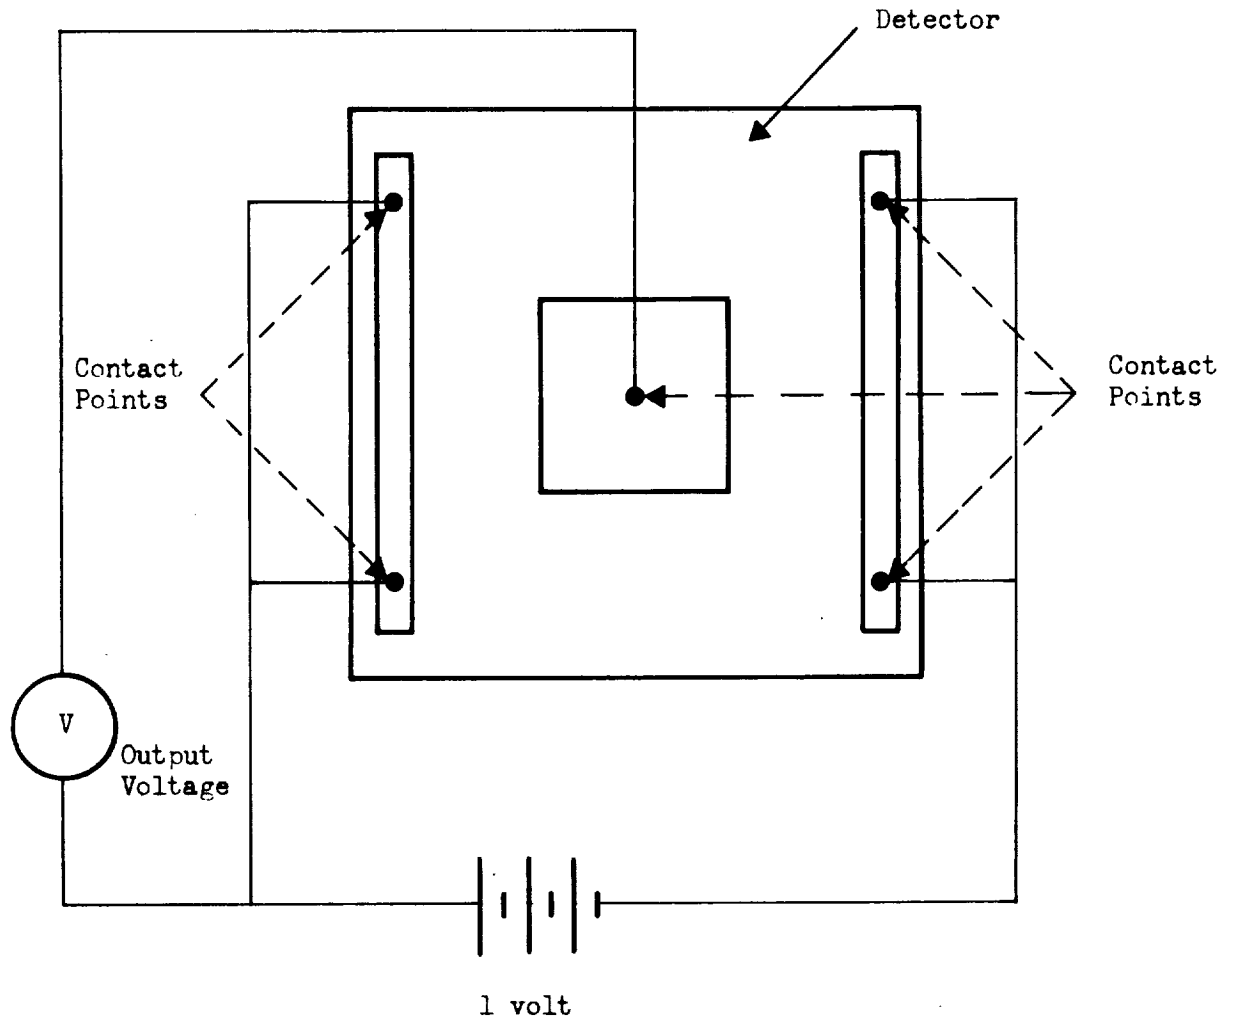 Detector
Contact
Points
Contact
Points
V
Output
Voltage
1 volt